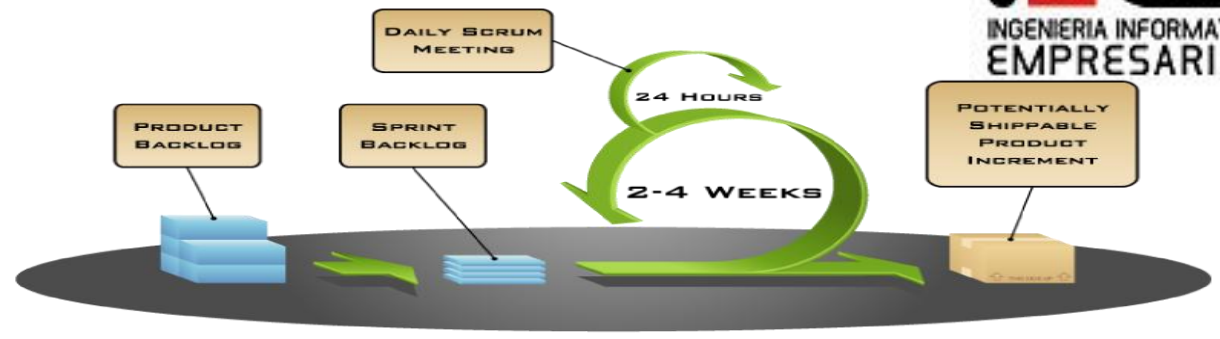 DAILY SCRUM
MEETING
INGENIERIA INFORMA
EMPRESARI
24 HOURS
POTENTIALLY
SHIPPABLE
PRODUCT
INCREMENT
PRODUCT
BACKLOG
SPRINT
BACKLOG
2-4 WEEKS